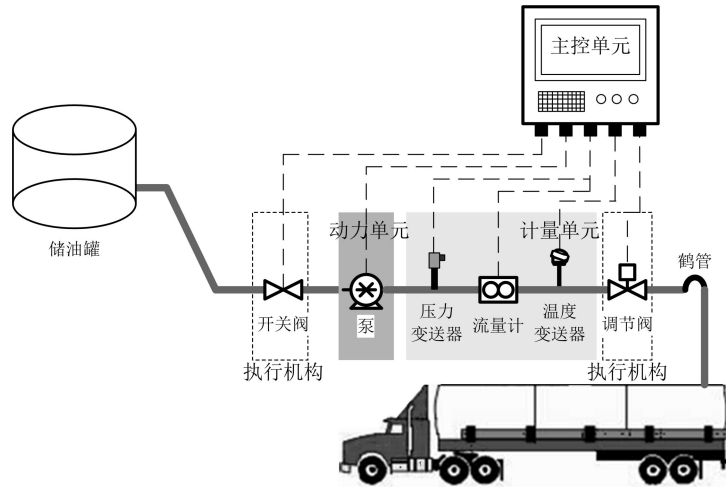 主控单元
储油罐
动力单元
计量单元
鹤管
开关阀
泵
压力
变送器
流量计
温度
变送器
调节阀
执行机构
执行机构